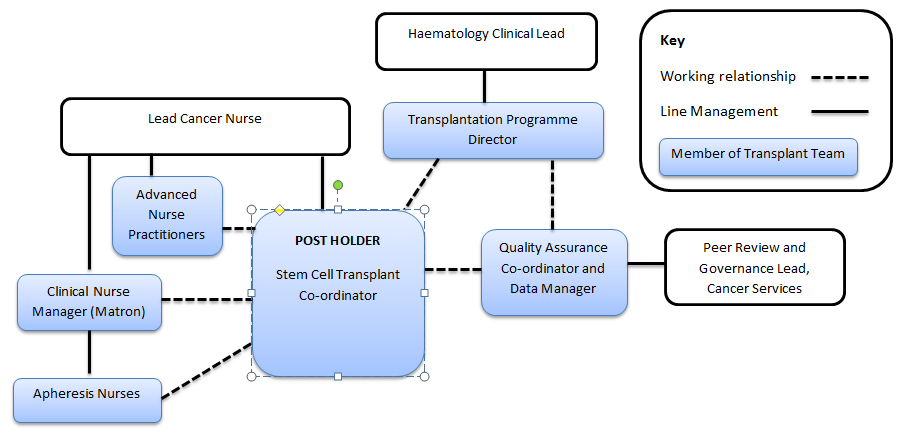 Haematology Clinical Lead
Key
Working relationship
Line Management
Member of Transplant Team
Lead Cancer Nurse
Transplantation Programme
Director
Advanced
Nurse
Practitioners
POST HOLDER
Stem Cell Transplant
Co-ordinator
Quality Assurance
Co-ordinator and
Data Manager
Peer Review and
Governance Lead,
Cancer Services
Clinical Nurse
Manager (Matron)
Apheresis Nurses